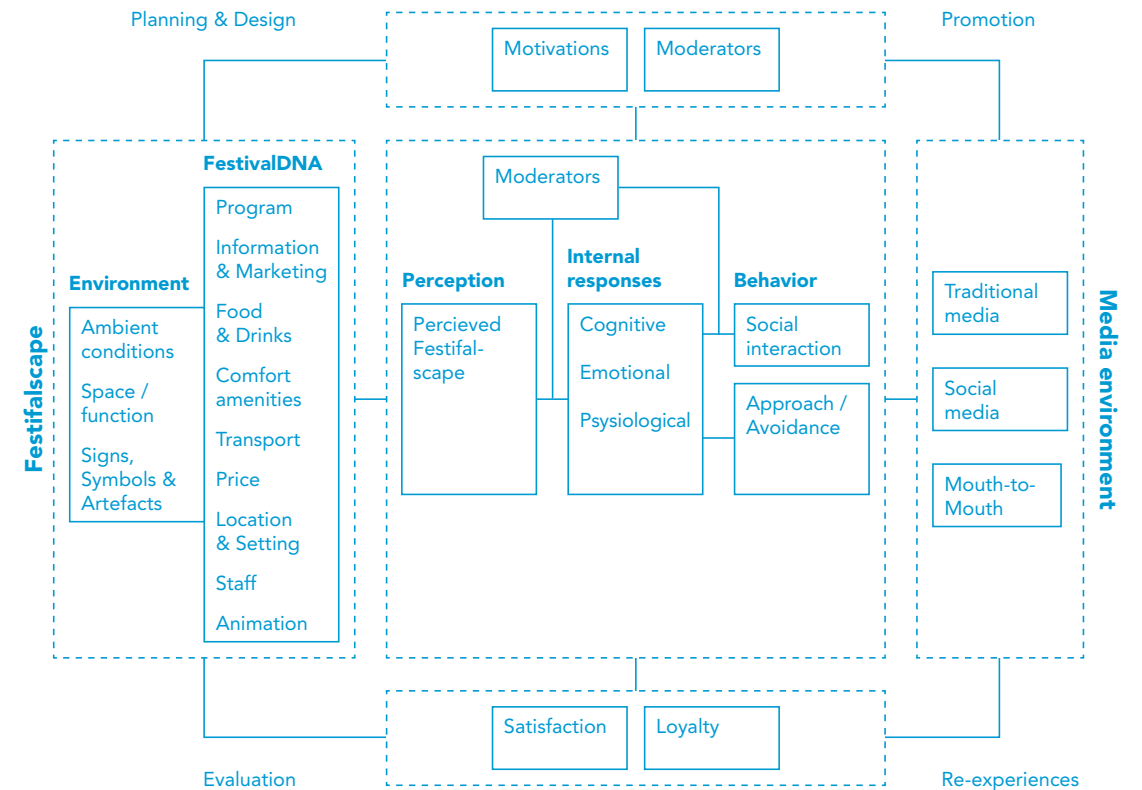 Planning & Design
Promotion
Motivations
Moderators
Festifalscape
Environment
Ambient
conditions
Space /
function
Signs,
Symbols &
Artefacts
FestivalDNA
Program
Information
& Marketing
Food
& Drinks
Comfort
amenities
Transport
Price
Location
& Setting
Staff
Animation
Moderators
Perception
Percieved
Festifal-
scape
Internal
responses
Cognitive
Emotional
Psysiological
Behavior
Social
interaction
Approach /
Avoidance
Traditional
media
Social
media
Mouth-to-
Mouth
Media environment
Satisfaction
Loyalty
Evaluation
Re-experiences